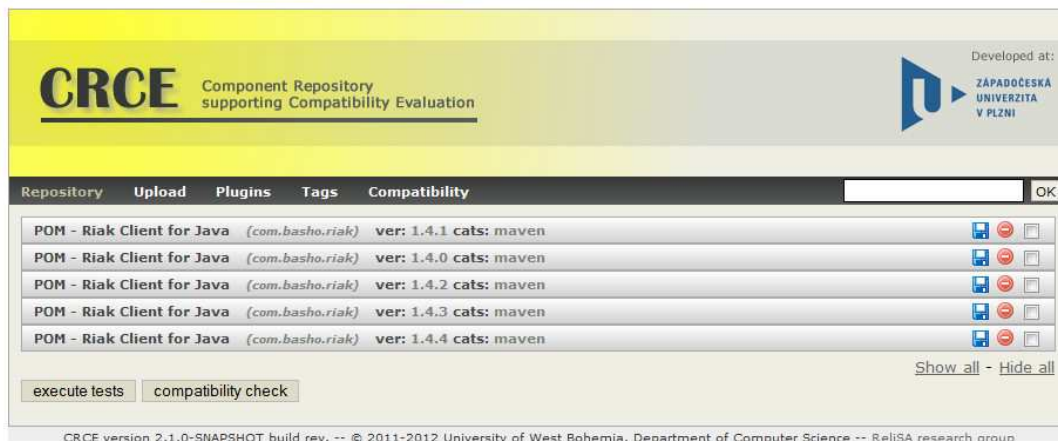 Developed at:
CRCE
Component Repository
supporting Compatibility Evaluation
ZÁPADOČESKÁ
UNIVERZITA
V PLZNI
Repository Upload Plugins Tags Compatibility OK
POM - Riak Client for Java (com.basho.riak) ver: 1.4.1 cats: maven
POM - Riak Client for Java (com.basho.riak) ver: 1.4.0 cats: maven
POM - Riak Client for Java (com.basho.riak) ver: 1.4.2 cats: maven
POM - Riak Client for Java (com.basho.riak) ver: 1.4.3 cats: maven
POM - Riak Client for Java (com.basho.riak) ver: 1.4.4 cats: maven
Show all - Hide all
execute tests compatibility check
CRCE version 2.1.0-SNAPSHOT build rev. -- © 2011-2012 University of West Bohemia, Department of Computer Science -- ReliSA research group